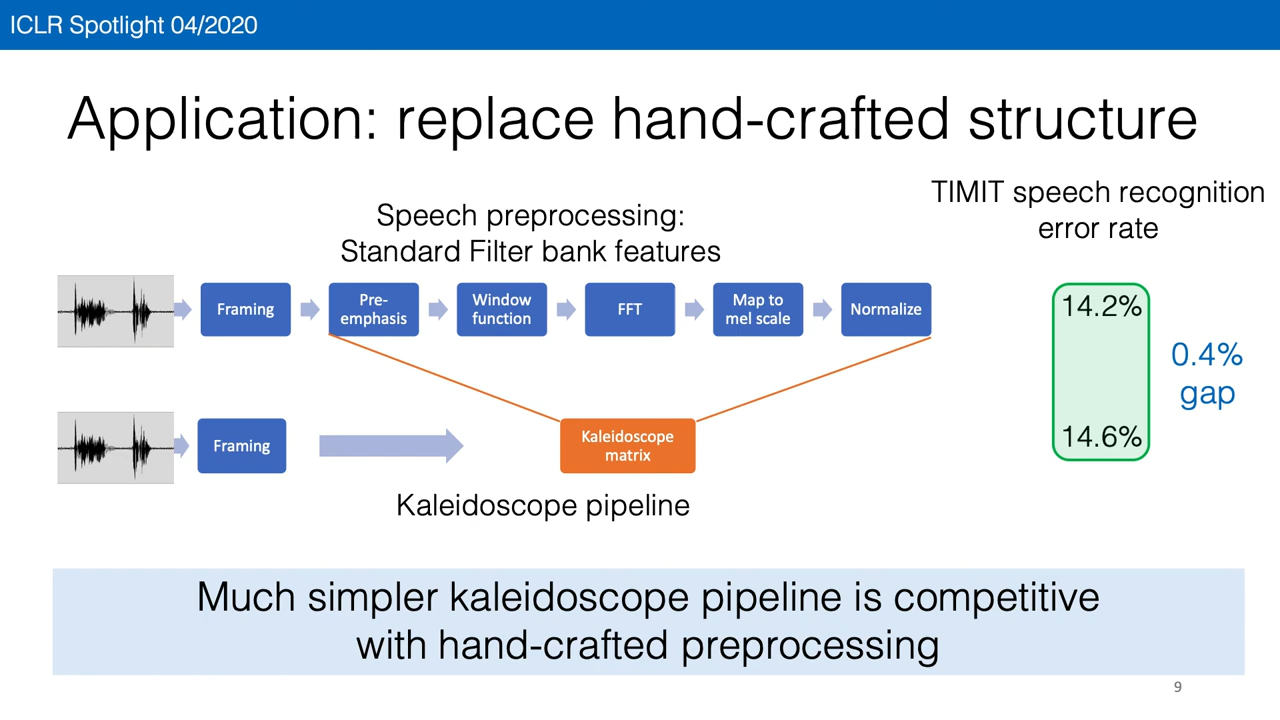 ICLR Spotlight 04/2020
Application: replace hand-crafted structure
TIMIT speech recognition
error rate
Speech preprocessing:
Standard Filter bank features
Framing
Pre-
emphasis
Window
function
FFT
Map to
mel scale
Normalize
14.2%
0.4%
gap
14.6%
Framing
Kaleidoscope
matrix
Kaleidoscope pipeline
Much simpler kaleidoscope pipeline is competitive
with hand-crafted preprocessing
9